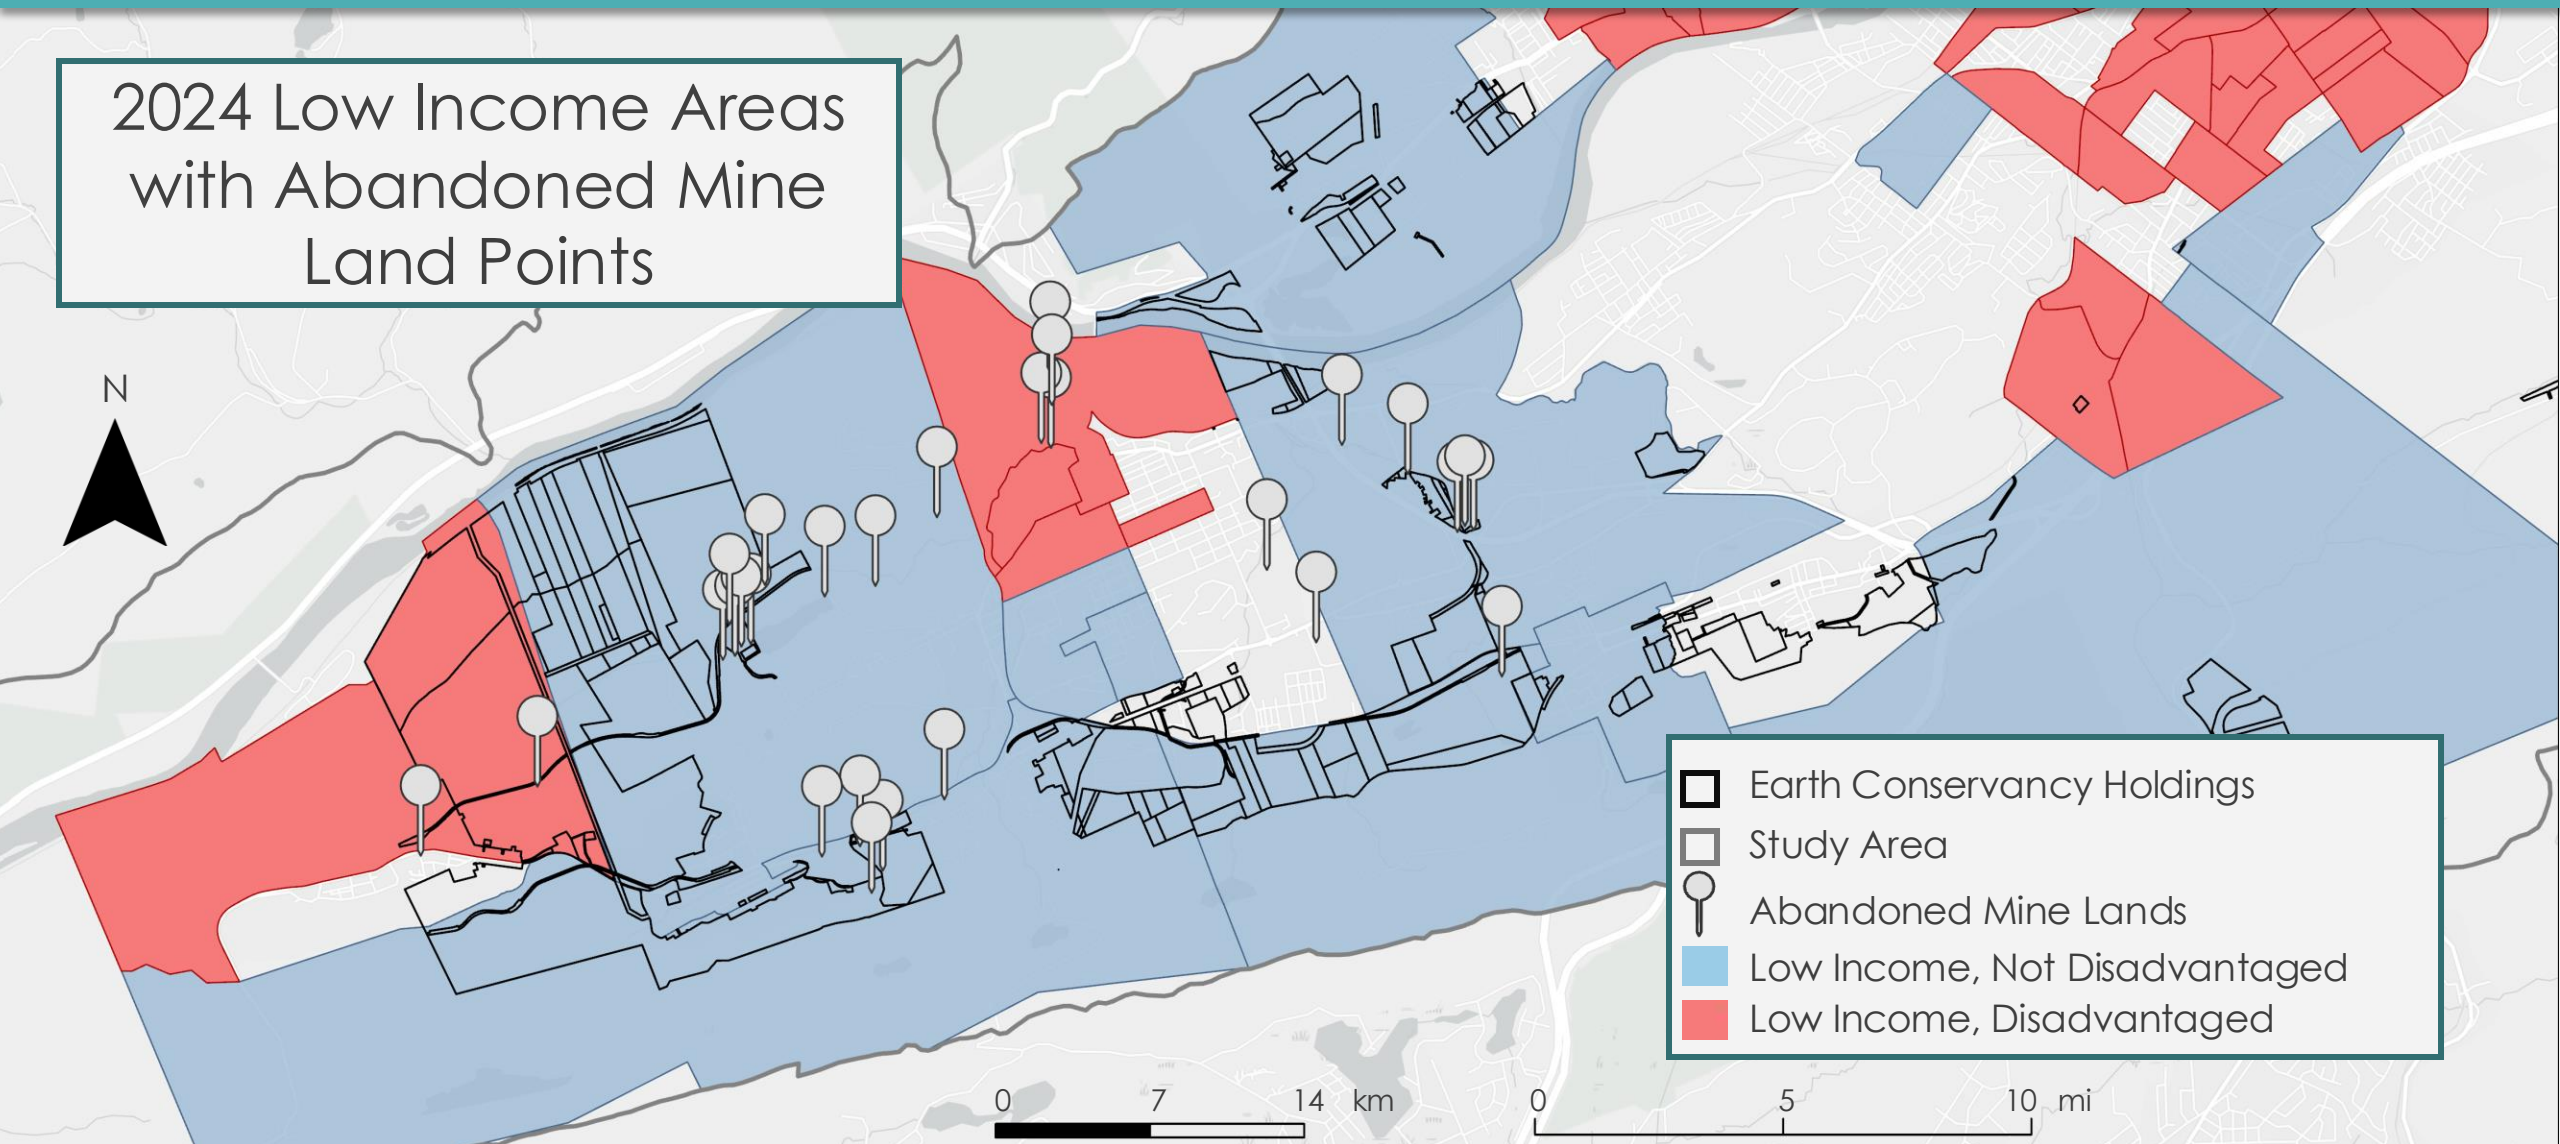 2024 Low Income Areas
with Abandoned Mine
Land Points
N
Earth Conservancy Holdings
Study Area
Abandoned Mine Lands
Low Income, Not Disadvantaged
Low Income, Disadvantaged
0 7 14 km
0 5 10 mi